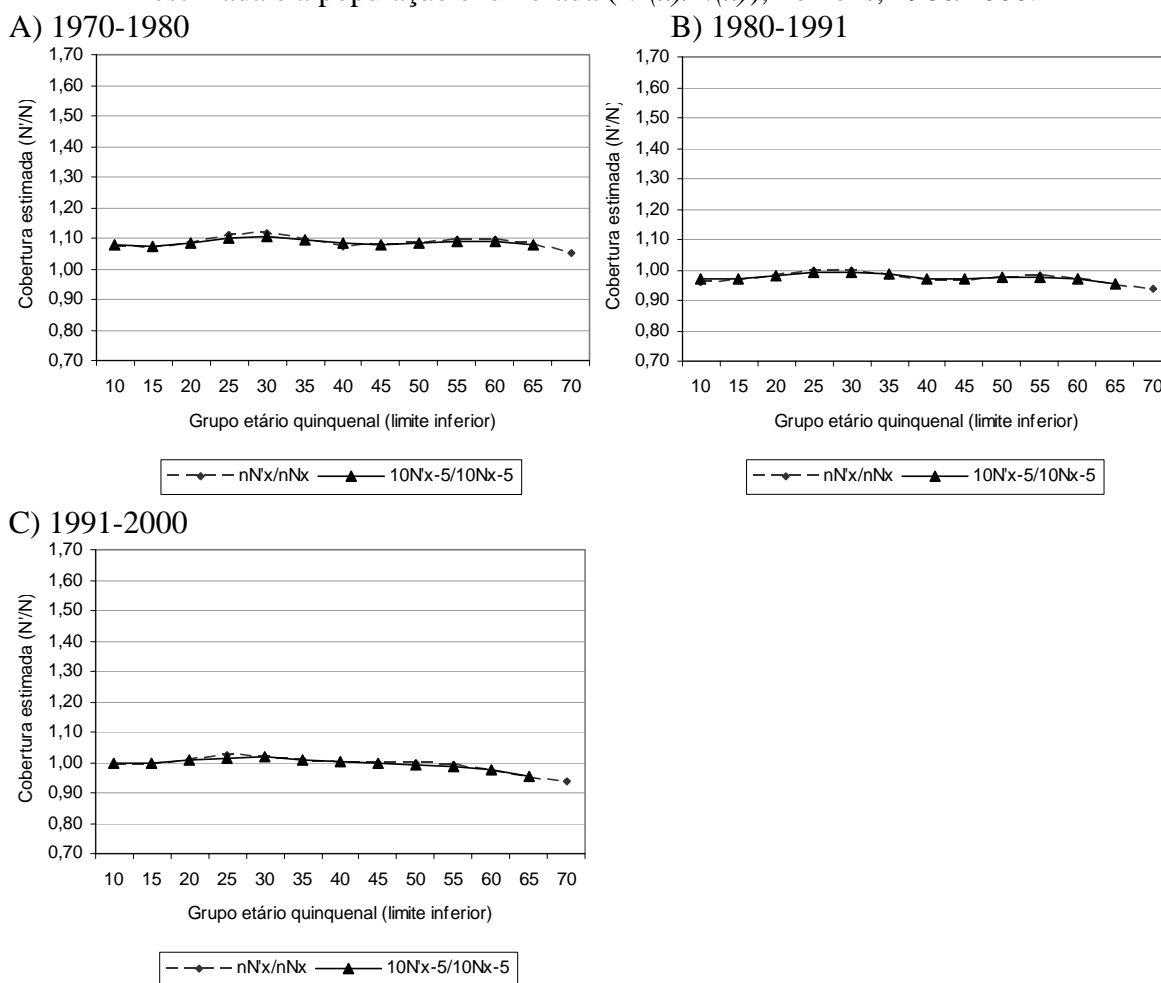 A) 1970-1980
1,70
1,60
1,50
1,40
1,30
1,20
1,10
1,00
0,90
0,80
0,70
Cobertura estimada (N'/N)
10 15 20 25 30 35 40 45 50 55 60 65 70
Grupo etário quinquenal (limite inferior)
nN'x/nNx 10N'x-5/10Nx-5
B) 1980-1991
1,70
1,60
1,50
1,40
1,30
1,20
1,10
1,00
0,90
0,80
0,70
Cobertura estimada (N'/N)
10 15 20 25 30 35 40 45 50 55 60 65 70
Grupo etário quinquenal (limite inferior)
nN'x/nNx 10N'x-5/10Nx-5
C) 1991-2000
1,70
1,60
1,50
1,40
1,30
1,20
1,10
1,00
0,90
0,80
0,70
Cobertura estimada (N'/N)
10 15 20 25 30 35 40 45 50 55 60 65 70
Grupo etário quinquenal (limite inferior)
nN'x/nNx 10N'x-5/10Nx-5